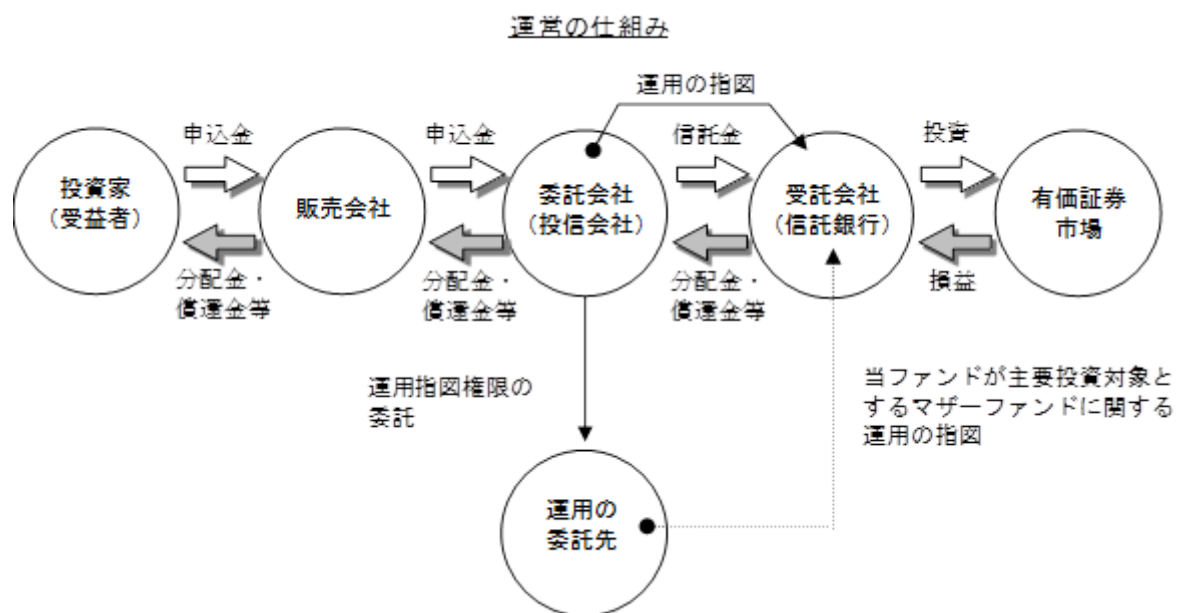 運営の仕組み
運用の指図
申込金
申込金
信託金
投資
投資家
（受益者）
販売会社
委託会社
（投信会社）
受託会社
（信託銀行）
有価証券
市場
分配金・
償還金等
分配金・
償還金等
分配金・
償還金等
損益
運用指図権限の
委託
当ファンドが主要投資対象と
するマザーファンドに関する
運用の指図
運用の
委託先